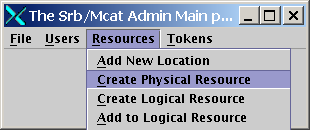 The Srb/Mcat Admin Main p...
File Users Resources Tokens
Add New Location
Create Physical Resource
Create Logical Resource
Add to Logical Resource